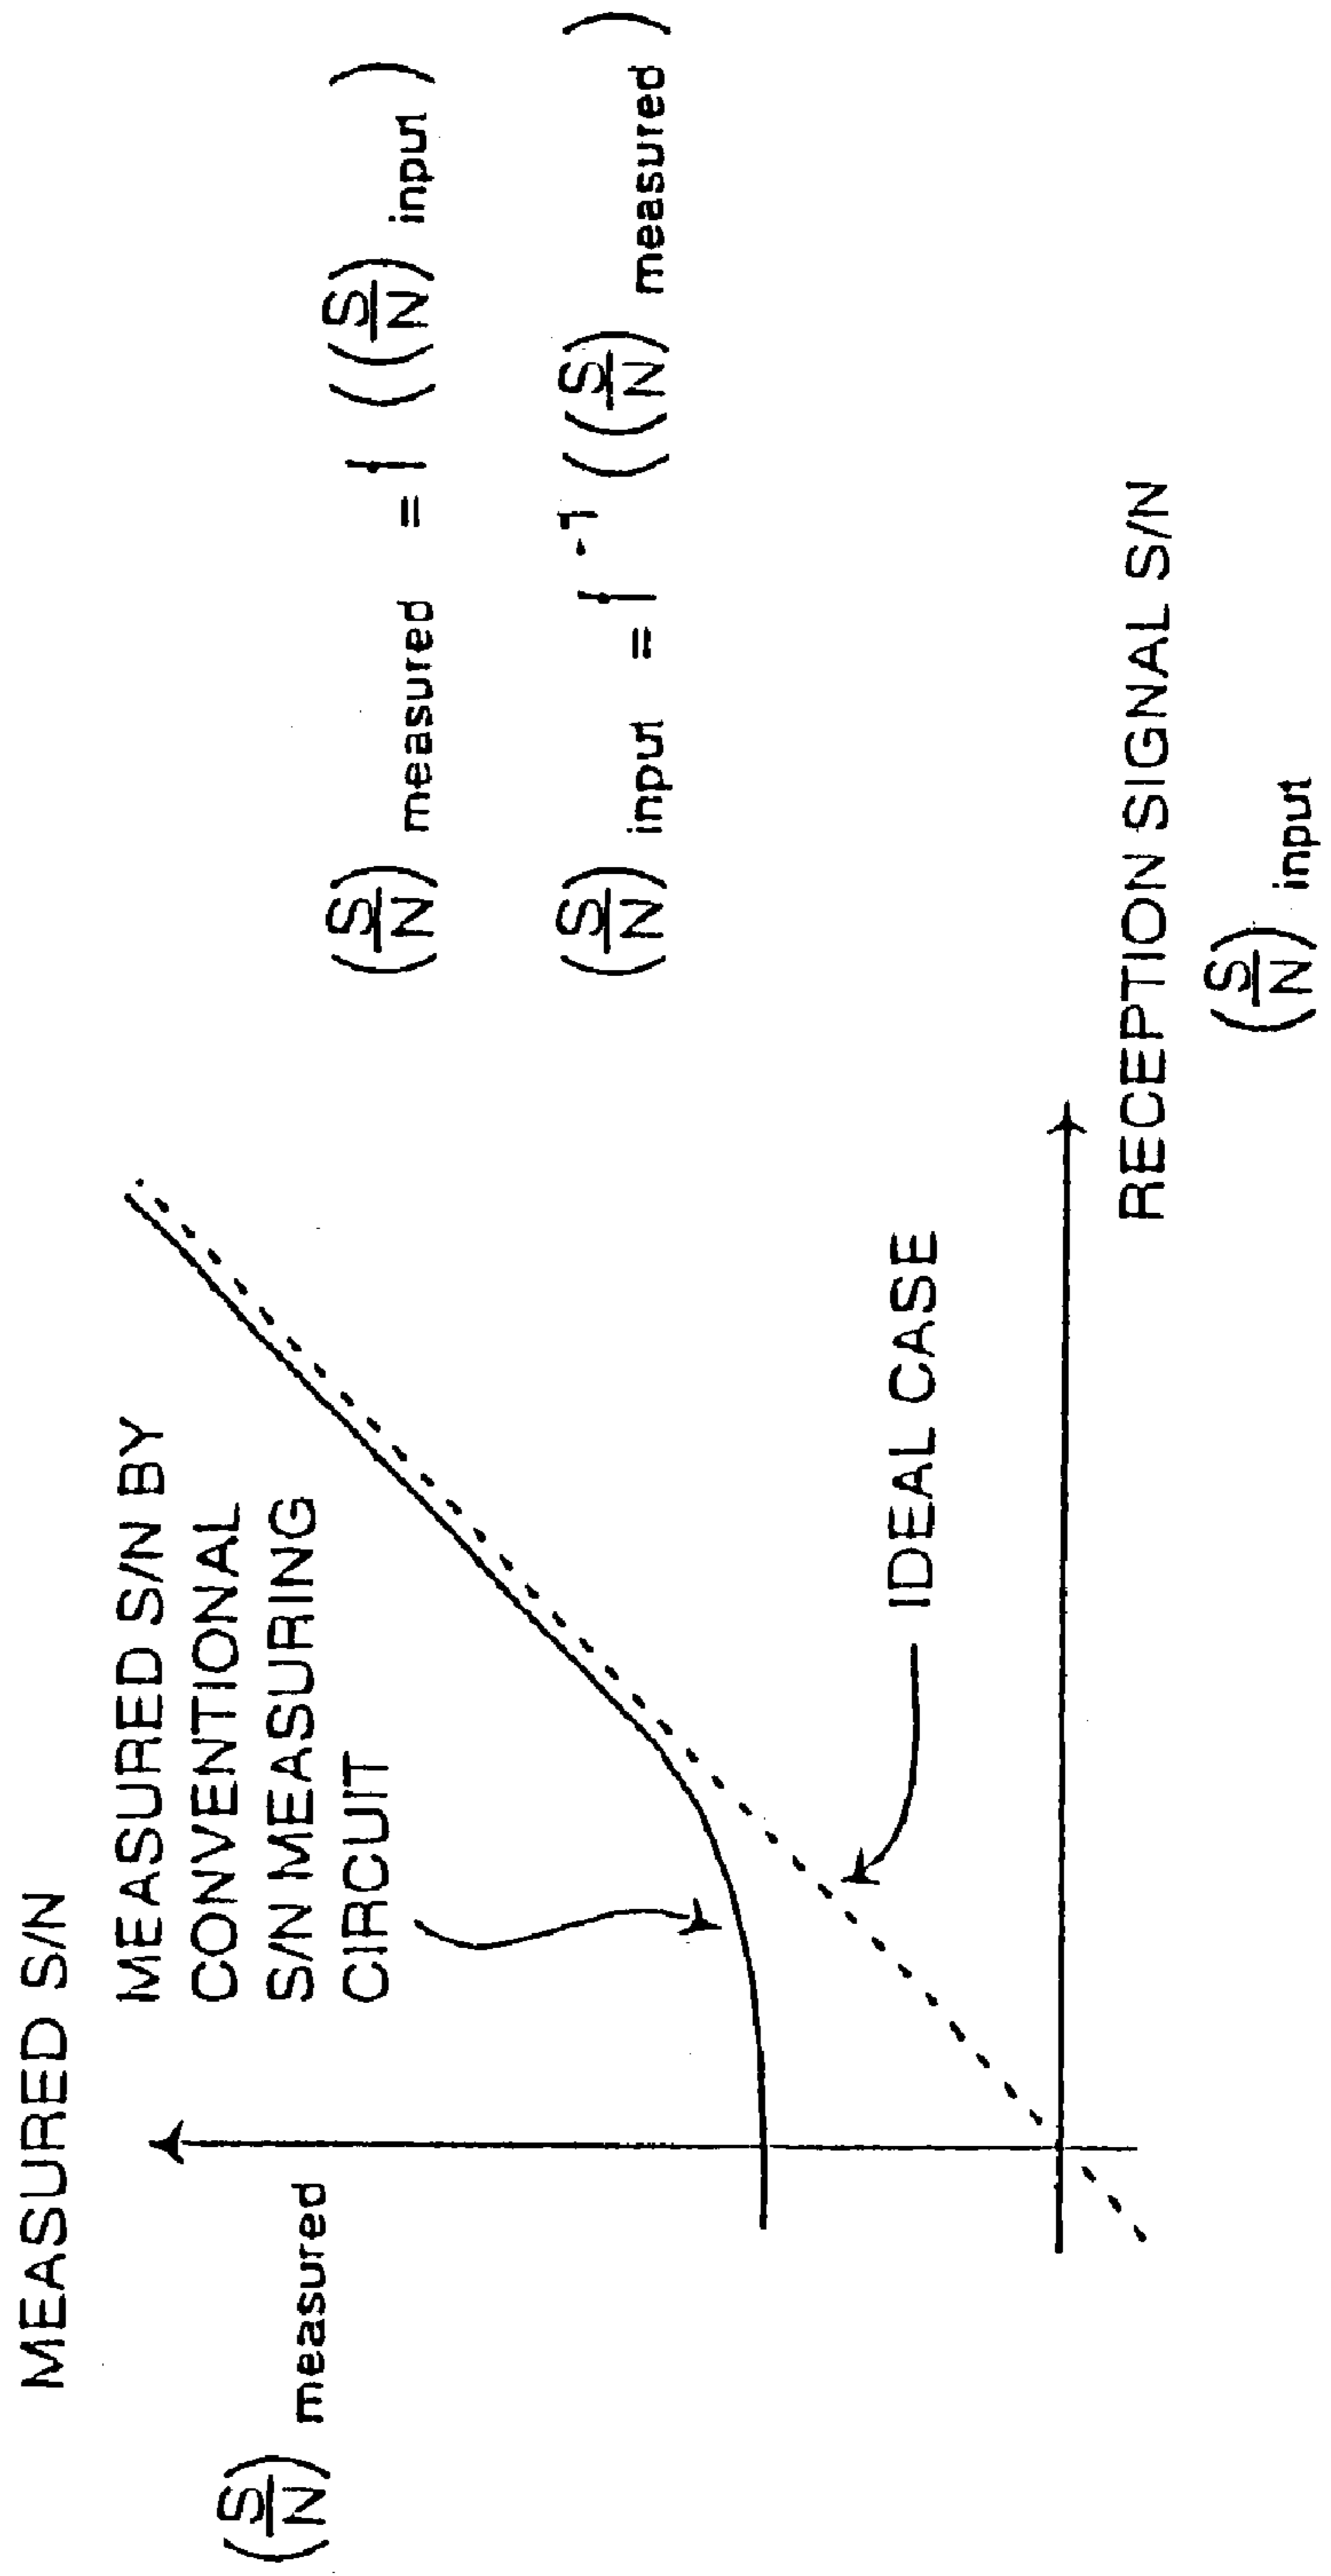 MEASURED S/N
(S/N) measured
MEASURED S/N BY
CONVENTIONAL
S/N MEASURING
CIRCUIT
IDEAL CASE
(S/N) measured = f ((S/N) input )
(S/N) input = f -1 ((S/N) measured )
RECEPTION SIGNAL S/N
(S/N) input